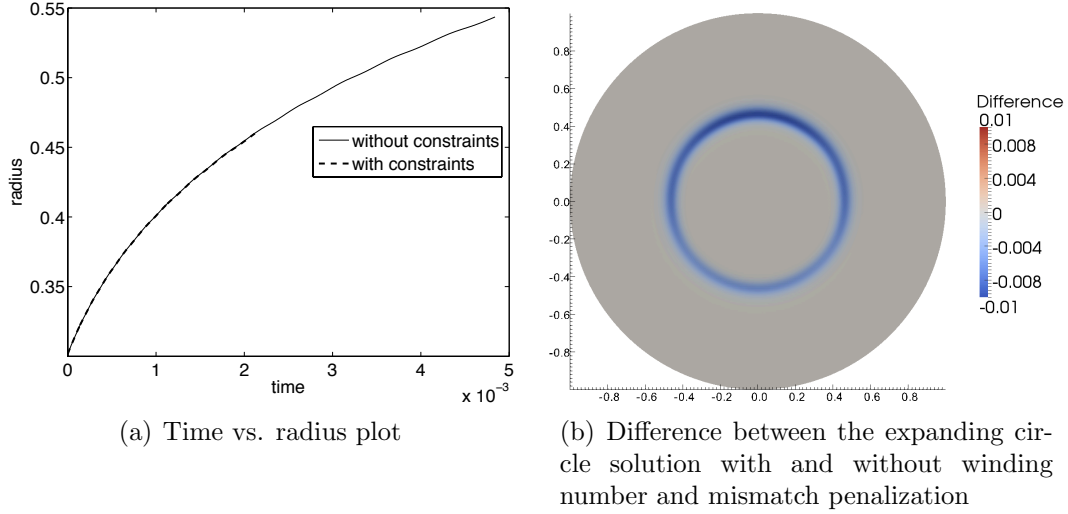 0.55
0.5
0.45
0.4
0.35
radius
without constraints
with constraints
0 1 2 3 4 5
time
x 10⁻³
(a) Time vs. radius plot
0.8
0.6
0.4
0.2
0.0
-0.2
-0.4
-0.6
-0.8
-0.8 -0.6 -0.4 -0.2 0.0 0.2 0.4 0.6 0.8
Difference
0.01
0.008
0.004
0
-0.004
-0.008
-0.01
(b) Difference between the expanding cir-
cle solution with and without winding
number and mismatch penalization